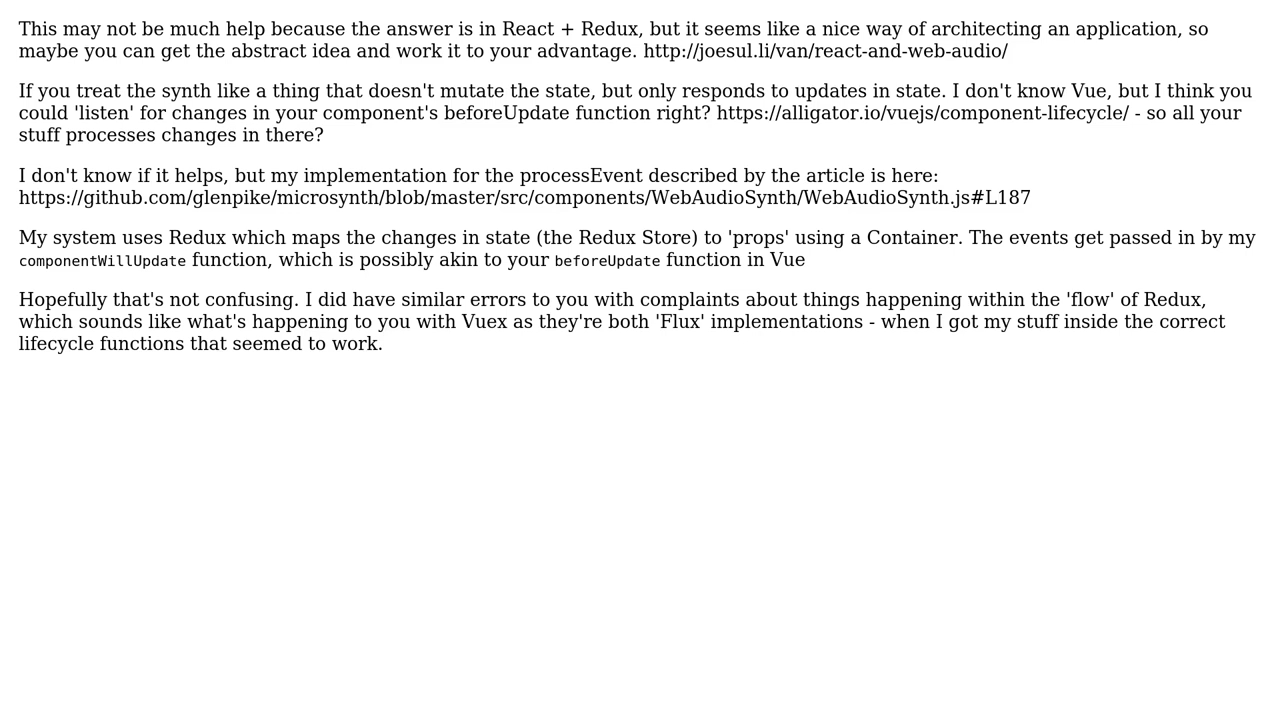 This may not be much help because the answer is in React + Redux, but it seems like a nice way of architecting an application, so
maybe you can get the abstract idea and work it to your advantage. http://joesul.li/van/react-and-web-audio/
If you treat the synth like a thing that doesn't mutate the state, but only responds to updates in state. I don't know Vue, but I think you
could 'listen' for changes in your component's beforeUpdate function right? https://alligator.io/vuejs/component-lifecycle/ - so all your
stuff processes changes in there?
I don't know if it helps, but my implementation for the processEvent described by the article is here:
https://github.com/glenpike/microsynth/blob/master/src/components/WebAudioSynth/WebAudioSynth.js#L187
My system uses Redux which maps the changes in state (the Redux Store) to 'props' using a Container. The events get passed in by my
componentWillUpdate function, which is possibly akin to your beforeUpdate function in Vue
Hopefully that's not confusing. I did have similar errors to you with complaints about things happening within the 'flow' of Redux,
which sounds like what's happening to you with Vuex as they're both 'Flux' implementations - when I got my stuff inside the correct
lifecycle functions that seemed to work.